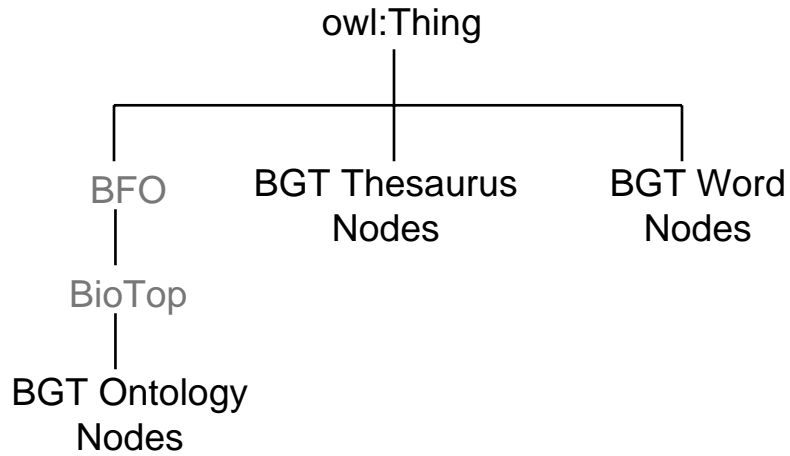 owl:Thing
BFO
BGT Thesaurus
Nodes
BGT Word
Nodes
BioTop
BGT Ontology
Nodes